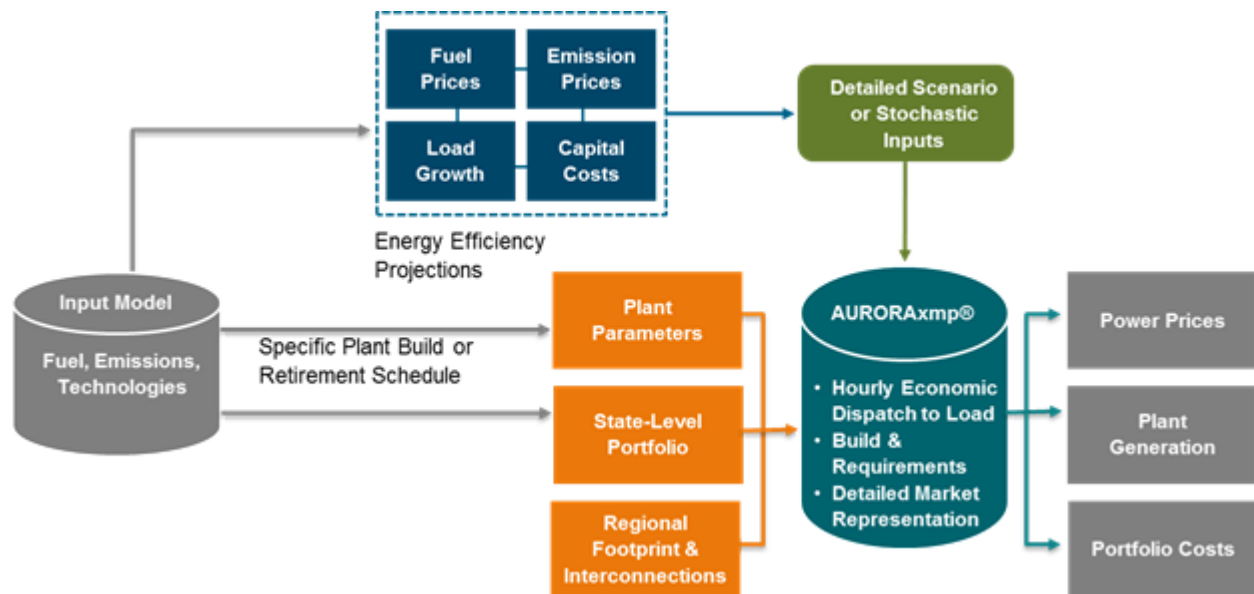 Fuel
Prices
Emission
Prices
Load
Growth
Capital
Costs
Detailed Scenario
or Stochastic
Inputs
Energy Efficiency
Projections
Input Model
Fuel, Emissions,
Technologies
Specific Plant Build or
Retirement Schedule
Plant
Parameters
State-Level
Portfolio
Regional
Footprint &
Interconnections
AURORAxmp®
• Hourly Economic
Dispatch to Load
• Build &
Requirements
• Detailed Market
Representation
Power Prices
Plant
Generation
Portfolio Costs